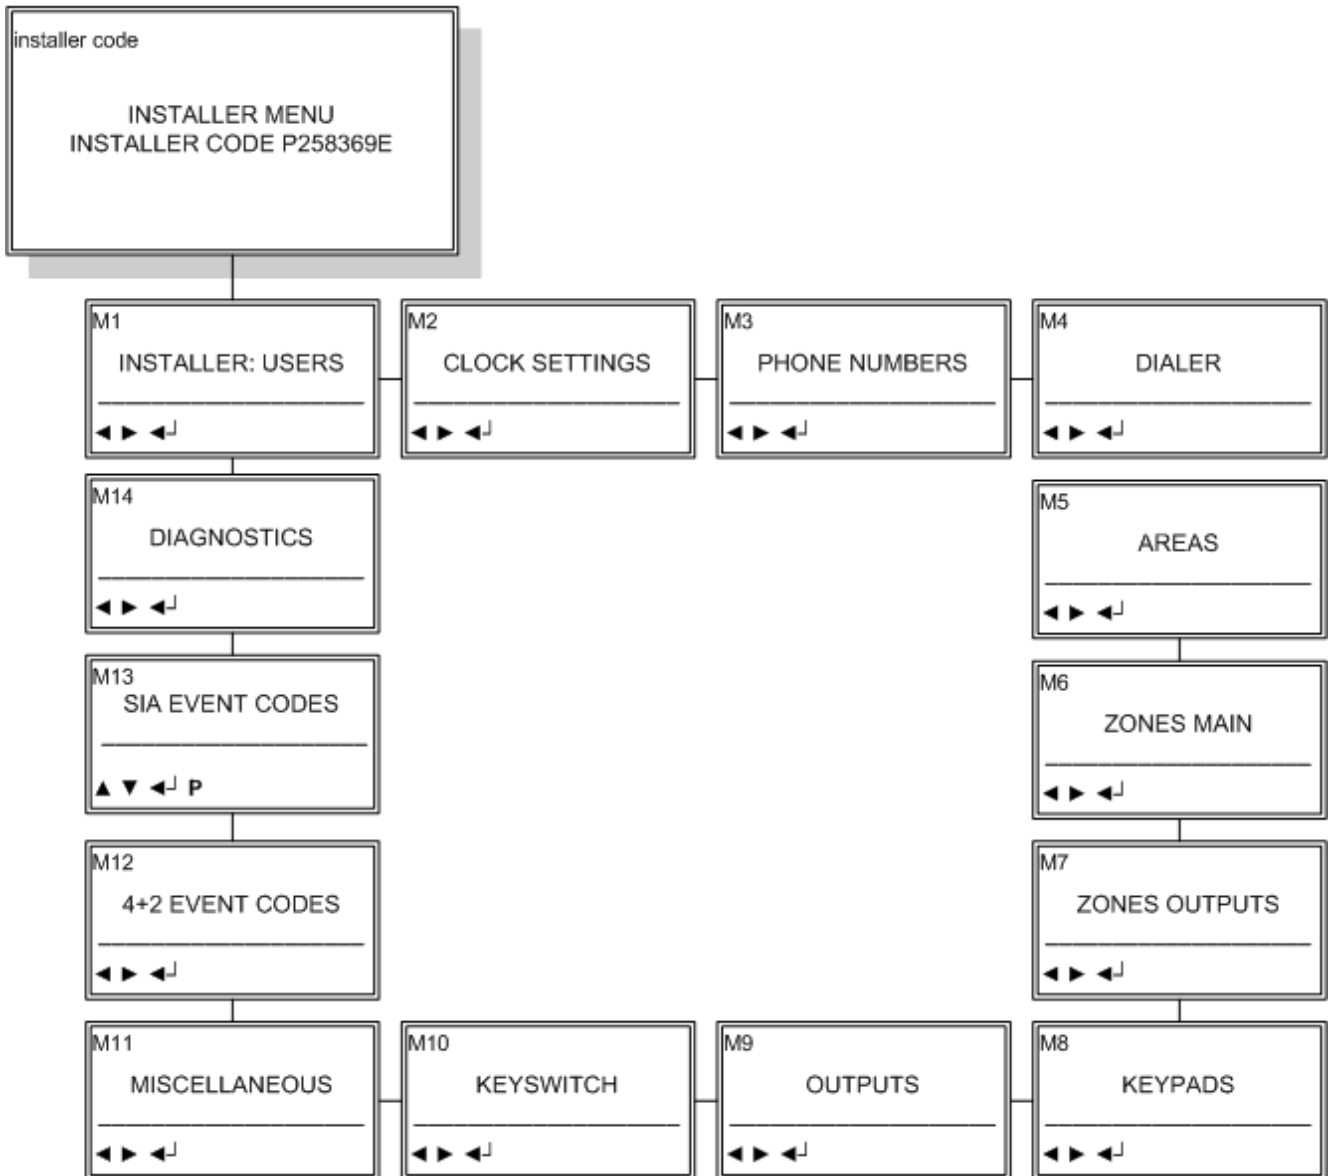 installer code
INSTALLER MENU
INSTALLER CODE P258369E
M1
INSTALLER: USERS
◄ ► ◄┘
M2
CLOCK SETTINGS
◄ ► ◄┘
M3
PHONE NUMBERS
◄ ► ◄┘
M4
DIALER
◄ ► ◄┘
M14
DIAGNOSTICS
◄ ► ◄┘
M5
AREAS
◄ ► ◄┘
M13
SIA EVENT CODES
▲ ▼ ◄┘ P
M6
ZONES MAIN
◄ ► ◄┘
M12
4+2 EVENT CODES
◄ ► ◄┘
M7
ZONES OUTPUTS
◄ ► ◄┘
M11
MISCELLANEOUS
◄ ► ◄┘
M10
KEYSWITCH
◄ ► ◄┘
M9
OUTPUTS
◄ ► ◄┘
M8
KEYPADS
◄ ► ◄┘